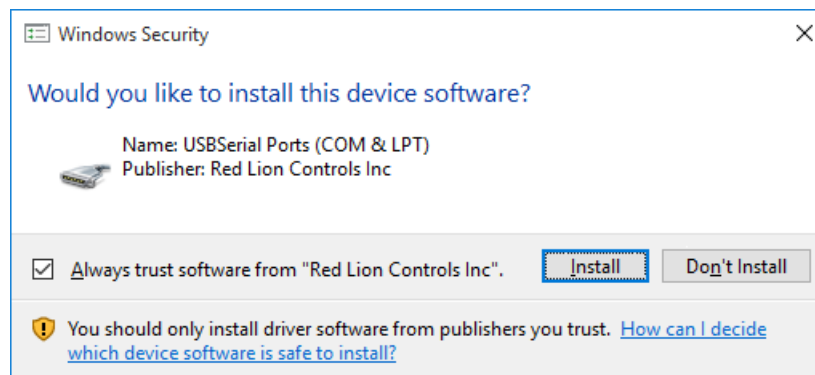 Windows Security
Would you like to install this device software?
Name: USBSerial Ports (COM & LPT)
Publisher: Red Lion Controls Inc
Always trust software from "Red Lion Controls Inc".
Install
Don't Install
You should only install driver software from publishers you trust. How can I decide
which device software is safe to install?